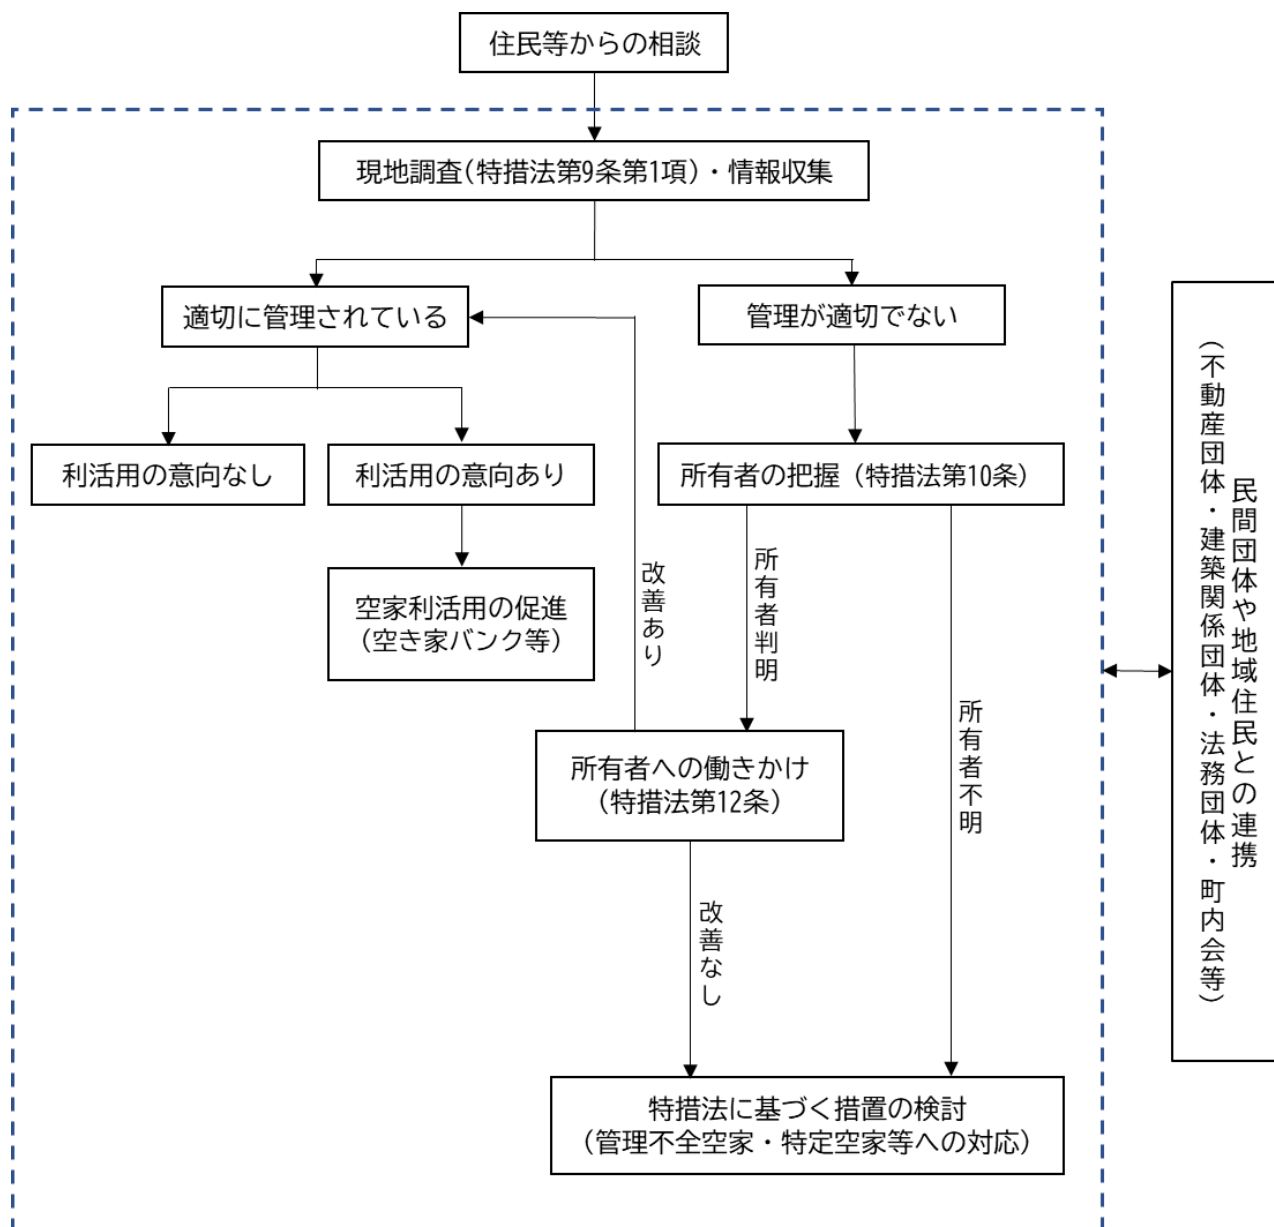 住民等からの相談
現地調査(特措法第9条第1項)・情報収集
適切に管理されている
管理が適切でない
利活用の意向なし
利活用の意向あり
所有者の把握（特措法第10条）
空家利活用の促進
（空き家バンク等）
改善あり
所有者判明
所有者不明
所有者への働きかけ
（特措法第12条）
改善なし
特措法に基づく措置の検討
（管理不全空家・特定空家等への対応）
民間団体や地域住民との連携
（不動産団体・建築関係団体・法務団体・町内会等）